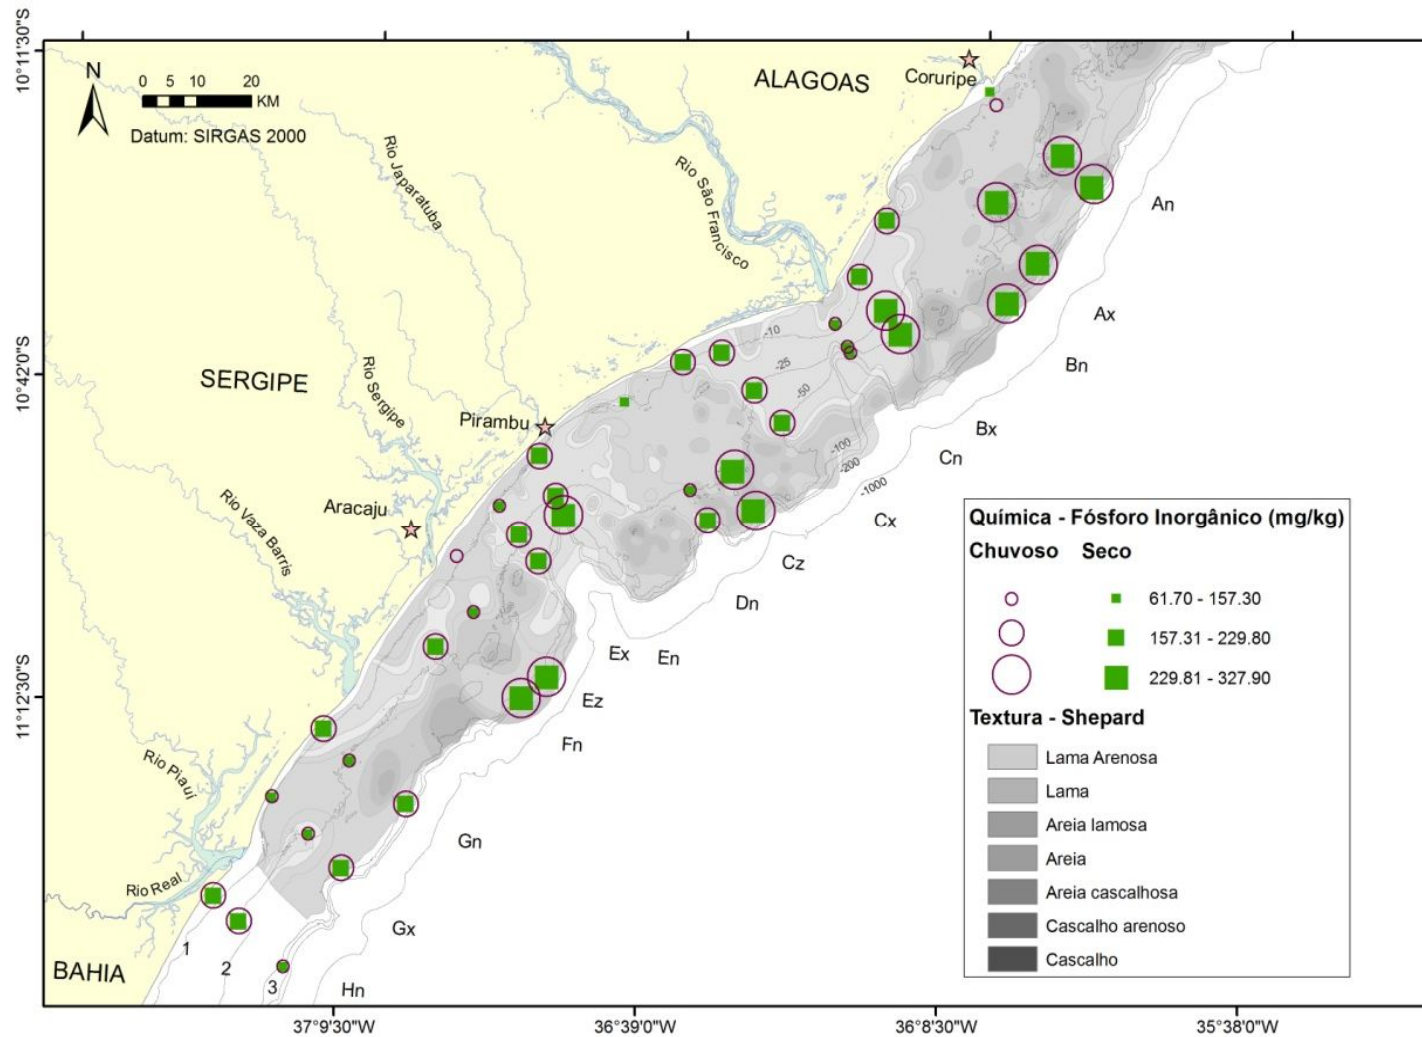 10°11'30"S
10°42'0"S
11°12'30"S
N
0 5 10 20
KM
Datum: SIRGAS 2000
ALAGOAS
Coruripe
Rio Japaratuba
Rio São Francisco
An
Ax
Bn
Bx
Cn
Cx
Cz
Dn
En
Ex
Ez
Fn
Gn
Gx
Hn
-10
-25
-50
-100
-200
-1000
SERGIPE
Rio Sergipe
Pirambu
Aracaju
Rio Vaza Barris
Rio Piauí
Rio Real
BAHIA
1
2
3
Química - Fósforo Inorgânico (mg/kg)
Chuvoso Seco
61.70 - 157.30
157.31 - 229.80
229.81 - 327.90
Textura - Shepard
Lama Arenosa
Lama
Areia lamosa
Areia
Areia cascalhosa
Cascalho arenoso
Cascalho
37°9'30"W
36°39'0"W
36°8'30"W
35°38'0"W